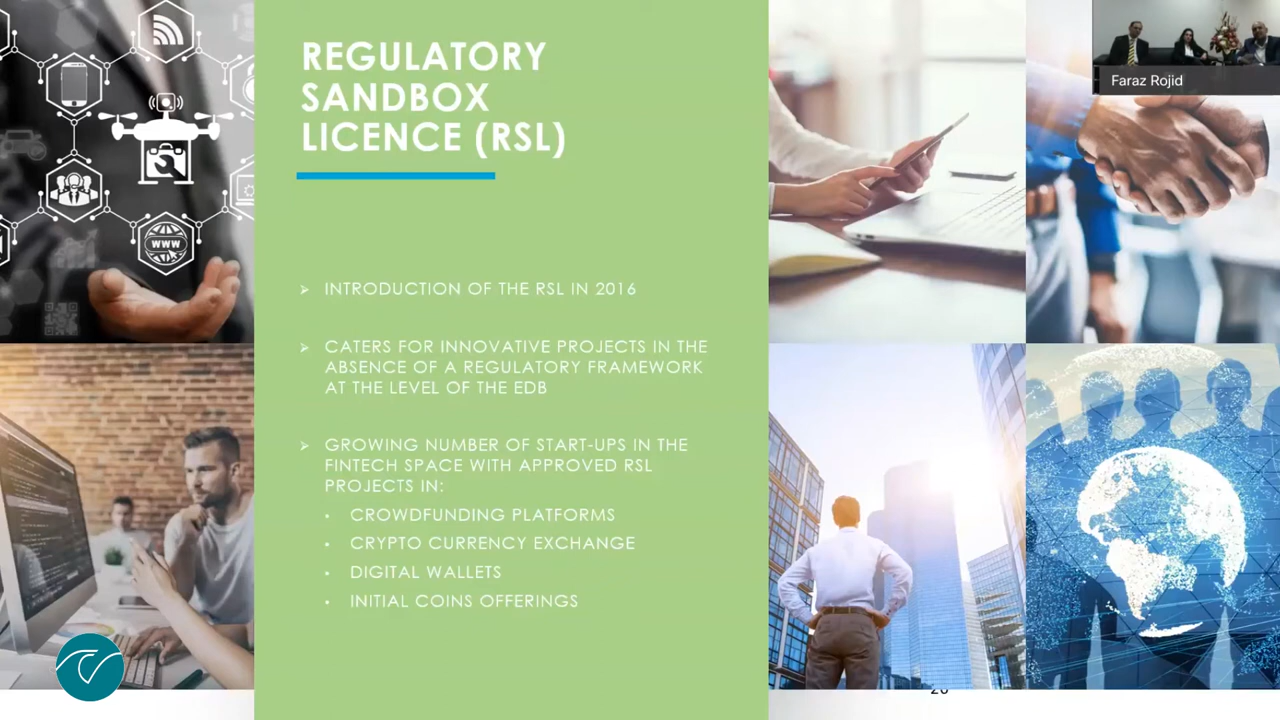 REGULATORY
SANDBOX
LICENCE (RSL)
Faraz Rojid
WWW
➢ INTRODUCTION OF THE RSL IN 2016
➢ CATERS FOR INNOVATIVE PROJECTS IN THE
ABSENCE OF A REGULATORY FRAMEWORK
AT THE LEVEL OF THE EDB
➢ GROWING NUMBER OF START-UPS IN THE
FINTECH SPACE WITH APPROVED RSL
PROJECTS IN:
• CROWDFUNDING PLATFORMS
• CRYPTO CURRENCY EXCHANGE
• DIGITAL WALLETS
• INITIAL COINS OFFERINGS